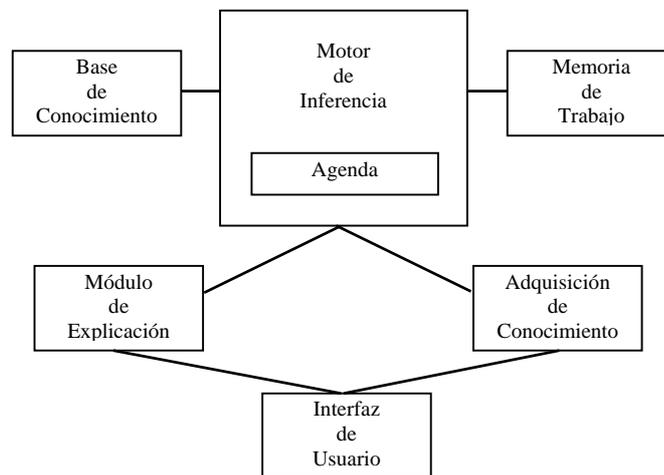 Base
de
Conocimiento
Motor
de
Inferencia
Memoria
de
Trabajo
Agenda
Módulo
de
Explicación
Adquisición
de
Conocimiento
Interfaz
de
Usuario